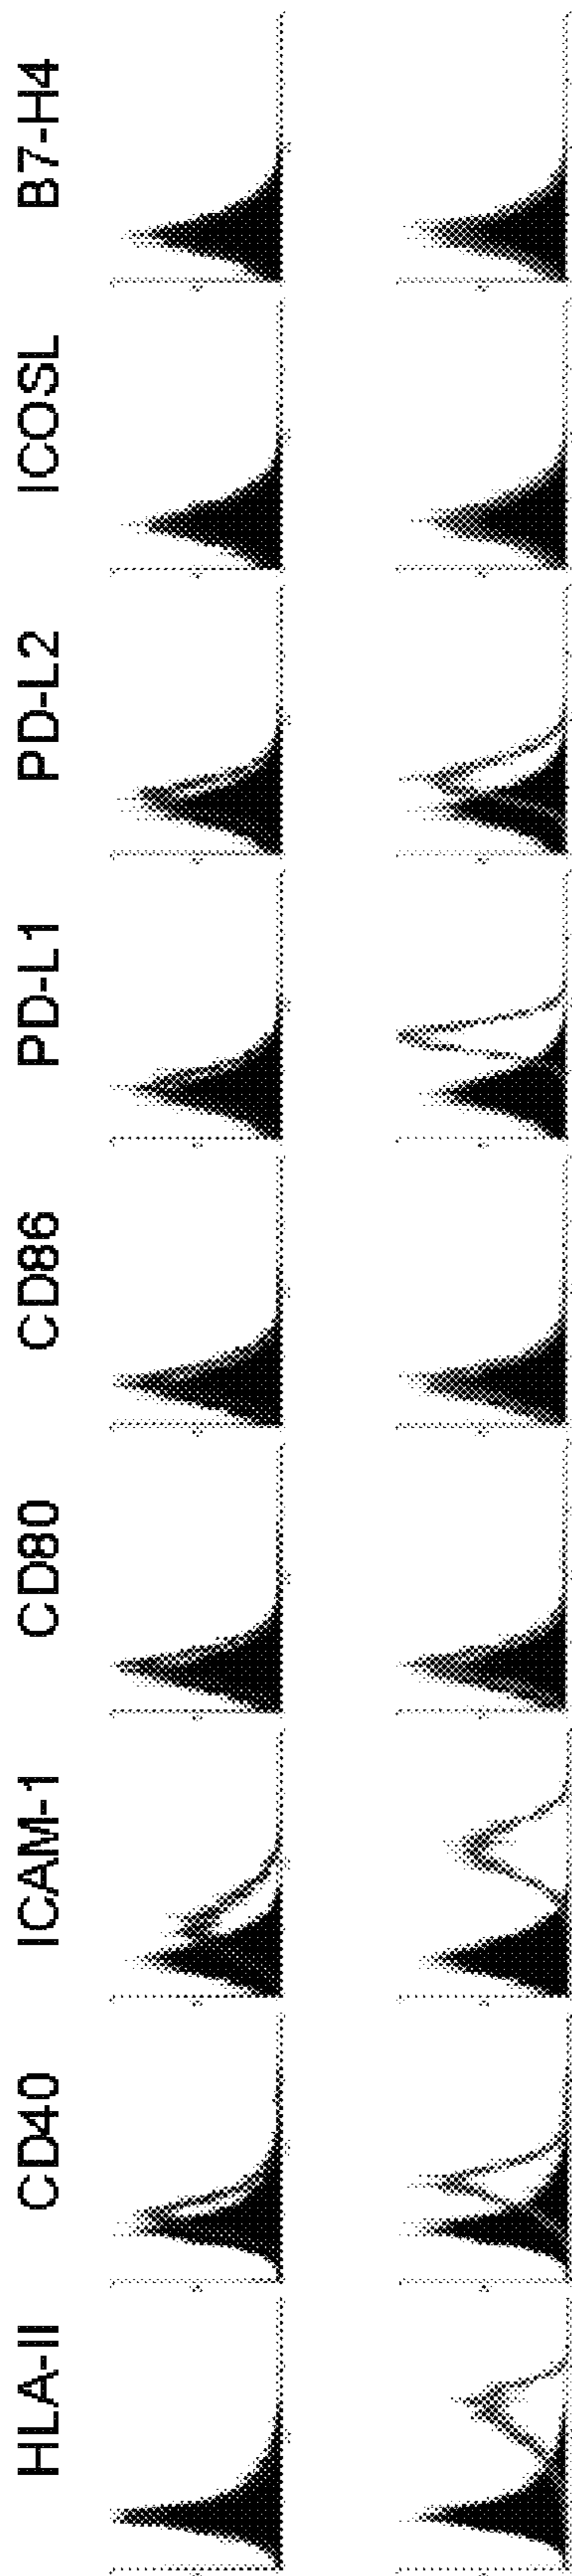 B7-H4
ICOSL
PD-L2
PD-L1
CD86
CD80
ICAM-1
CD40
HLA-II